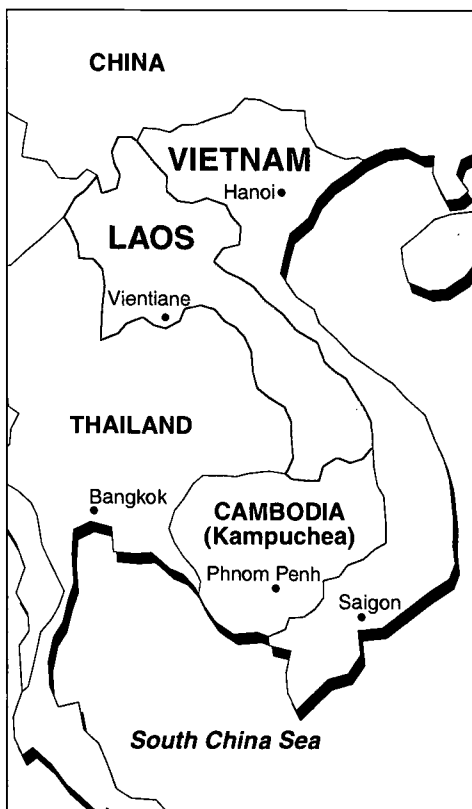 CHINA
VIETNAM
Hanoi
LAOS
Vientiane
THAILAND
Bangkok
CAMBODIA
(Kampuchea)
Phnom Penh
Saigon
South China Sea